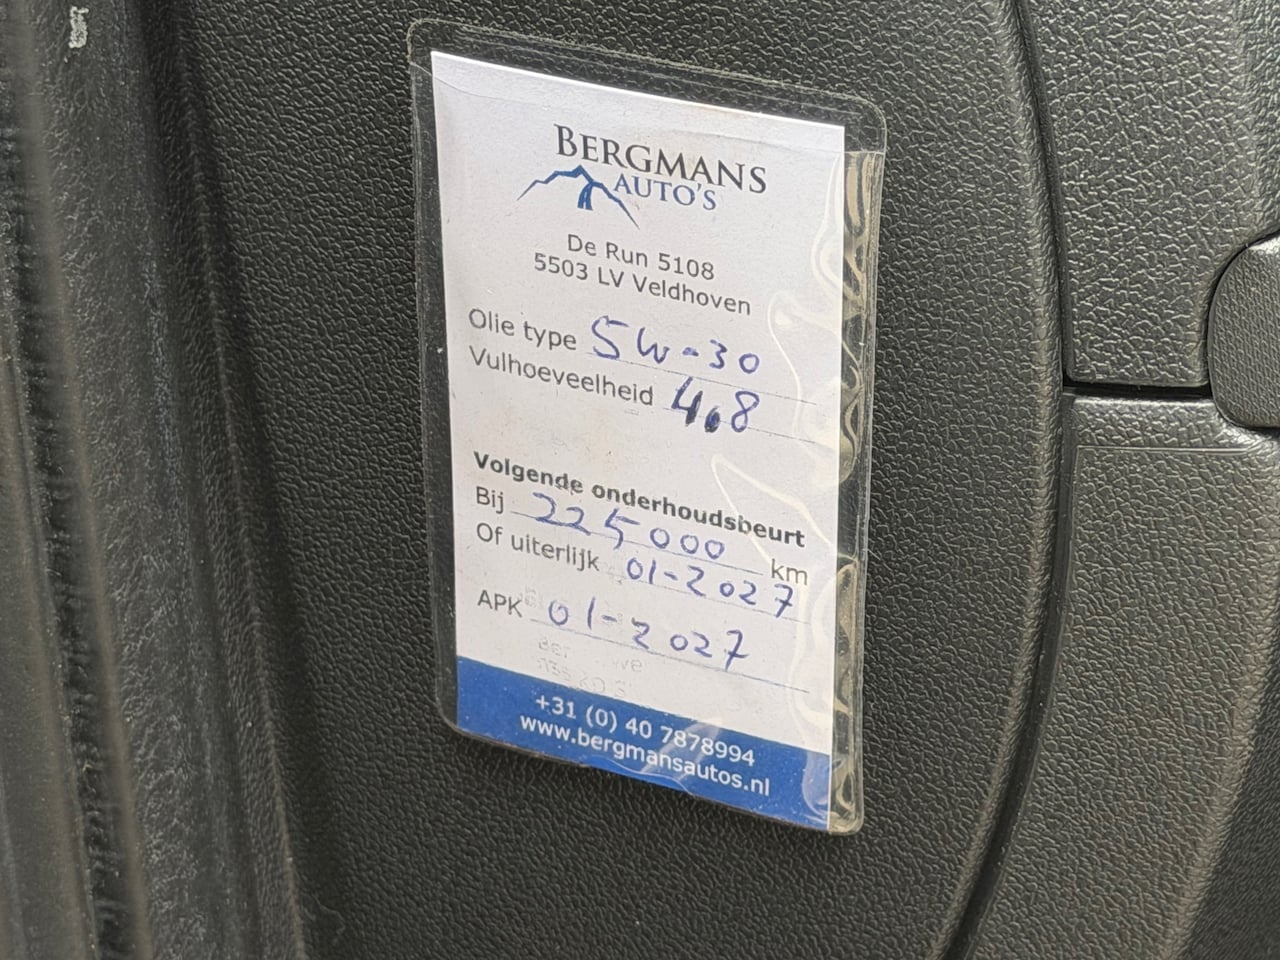 BERGMANS
AUTO'S
De Run 5108
5503 LV Veldhoven
Olie type 5W-30
Vulhoeveelheid 4,8
Volgende onderhoudsbeurt
Bij 225000 km
Of uiterlijk 01-2027
APK 01-2027
+31 (0) 40 7878994
www.bergmansautos.nl